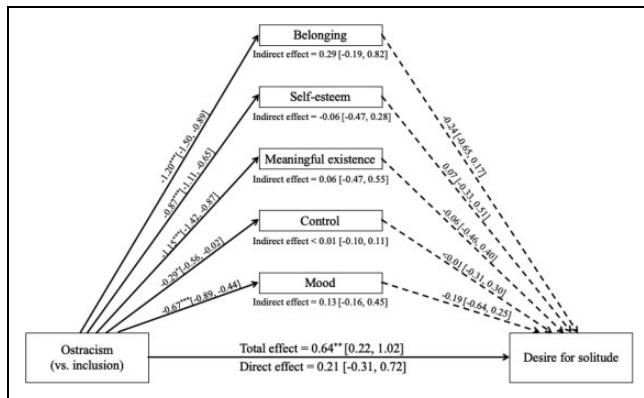 Belonging
Indirect effect = 0.29 [-0.19, 0.82]
Self-esteem
Indirect effect = -0.06 [-0.47, 0.28]
Meaningful existence
Indirect effect = 0.06 [-0.47, 0.55]
Control
Indirect effect < 0.01 [-0.10, 0.11]
Mood
Indirect effect = 0.13 [-0.16, 0.45]
-1.20***[-1.50, -0.89]
-0.87***[-1.11, -0.65]
-1.15***[-1.42, -0.87]
-0.29*[-0.56, -0.02]
-0.67***[-0.89, -0.44]
-0.24[-0.65, 0.17]
0.07 [-0.33, 0.51]
-0.06 [-0.46, 0.40]
<0.01 [-0.31, 0.30]
-0.19 [-0.64, 0.25]
Ostracism
(vs. inclusion)
Total effect = 0.64** [0.22, 1.02]
Direct effect = 0.21 [-0.31, 0.72]
Desire for solitude